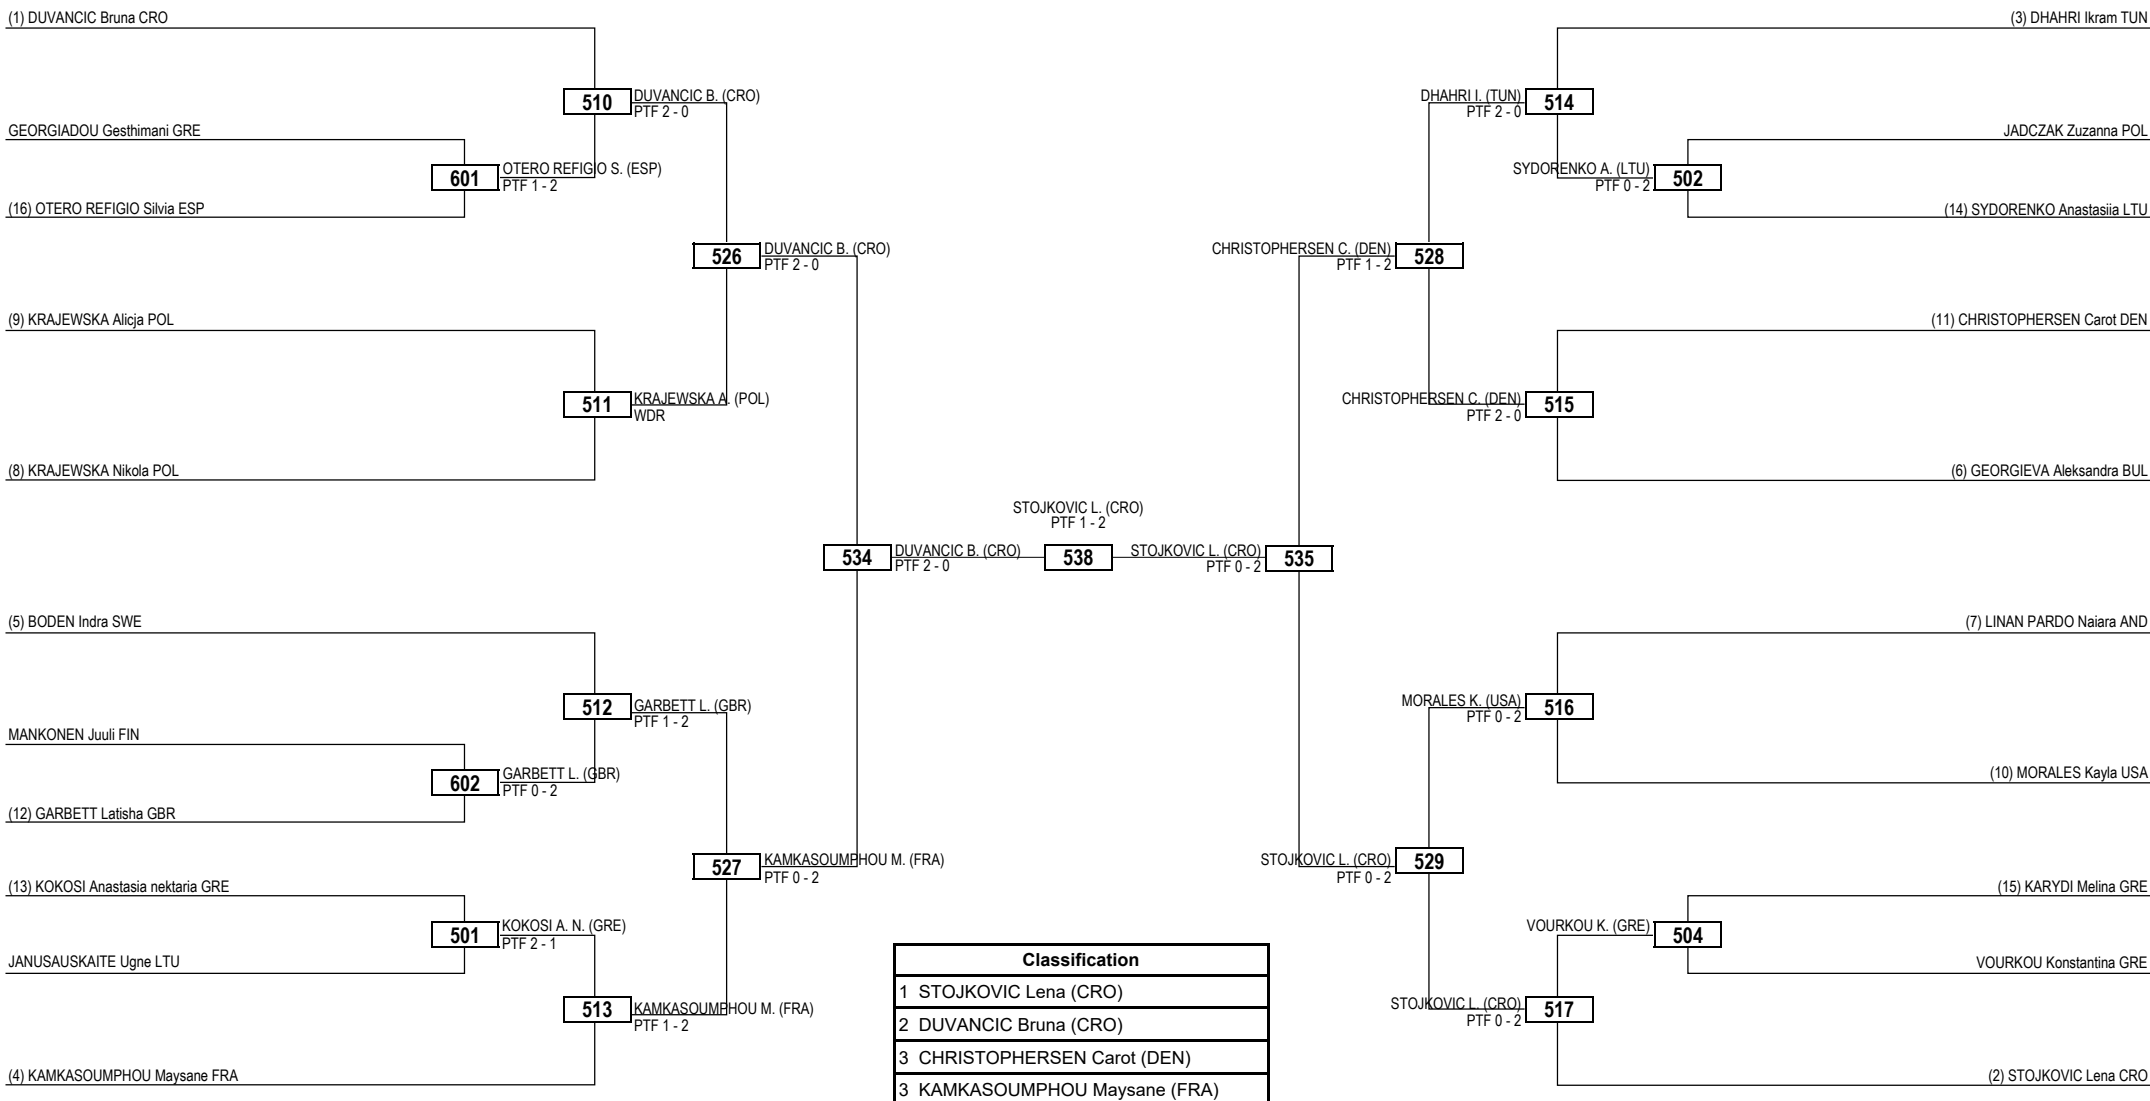 (1) DUVANCIC Bruna CRO
510
DUVANCIC B. (CRO)
PTF 2 - 0
GEORGIADOU Gesthimani GRE
601
OTERO REFIGIO S. (ESP)
PTF 1 - 2
(16) OTERO REFIGIO Silvia ESP
526
DUVANCIC B. (CRO)
PTF 2 - 0
(9) KRAJEWSKA Alicja POL
511
KRAJEWSKA A. (POL)
WDR
(8) KRAJEWSKA Nikola POL
534
DUVANCIC B. (CRO)
PTF 2 - 0
(5) BODEN Indra SWE
512
GARBETT L. (GBR)
PTF 1 - 2
MANKONEN Juuli FIN
602
GARBETT L. (GBR)
PTF 0 - 2
(12) GARBETT Latisha GBR
527
KAMKASOUMPHOU M. (FRA)
PTF 0 - 2
(13) KOKOSI Anastasia nektaria GRE
501
KOKOSI A. N. (GRE)
PTF 2 - 1
JANUSAUSKAITE Ugne LTU
513
KAMKASOUMPHOU M. (FRA)
PTF 1 - 2
(4) KAMKASOUMPHOU Maysane FRA
STOJKOVIC L. (CRO)
PTF 1 - 2
538
(3) DHAHRI Ikram TUN
DHAHRI I. (TUN)
PTF 2 - 0
514
JADCZAK Zuzanna POL
SYDORENKO A. (LTU)
PTF 0 - 2
502
(14) SYDORENKO Anastasiia LTU
CHRISTOPHERSEN C. (DEN)
PTF 1 - 2
528
(11) CHRISTOPHERSEN Carot DEN
CHRISTOPHERSEN C. (DEN)
PTF 2 - 0
515
(6) GEORGIEVA Aleksandra BUL
STOJKOVIC L. (CRO)
PTF 0 - 2
535
(7) LINAN PARDO Naiara AND
MORALES K. (USA)
PTF 0 - 2
516
(10) MORALES Kayla USA
STOJKOVIC L. (CRO)
PTF 0 - 2
529
(15) KARYDI Melina GRE
VOURKOU K. (GRE)
504
VOURKOU Konstantina GRE
STOJKOVIC L. (CRO)
PTF 0 - 2
517
(2) STOJKOVIC Lena CRO
Classification
1 STOJKOVIC Lena (CRO)
2 DUVANCIC Bruna (CRO)
3 CHRISTOPHERSEN Carot (DEN)
3 KAMKASOUMPHOU Maysane (FRA)